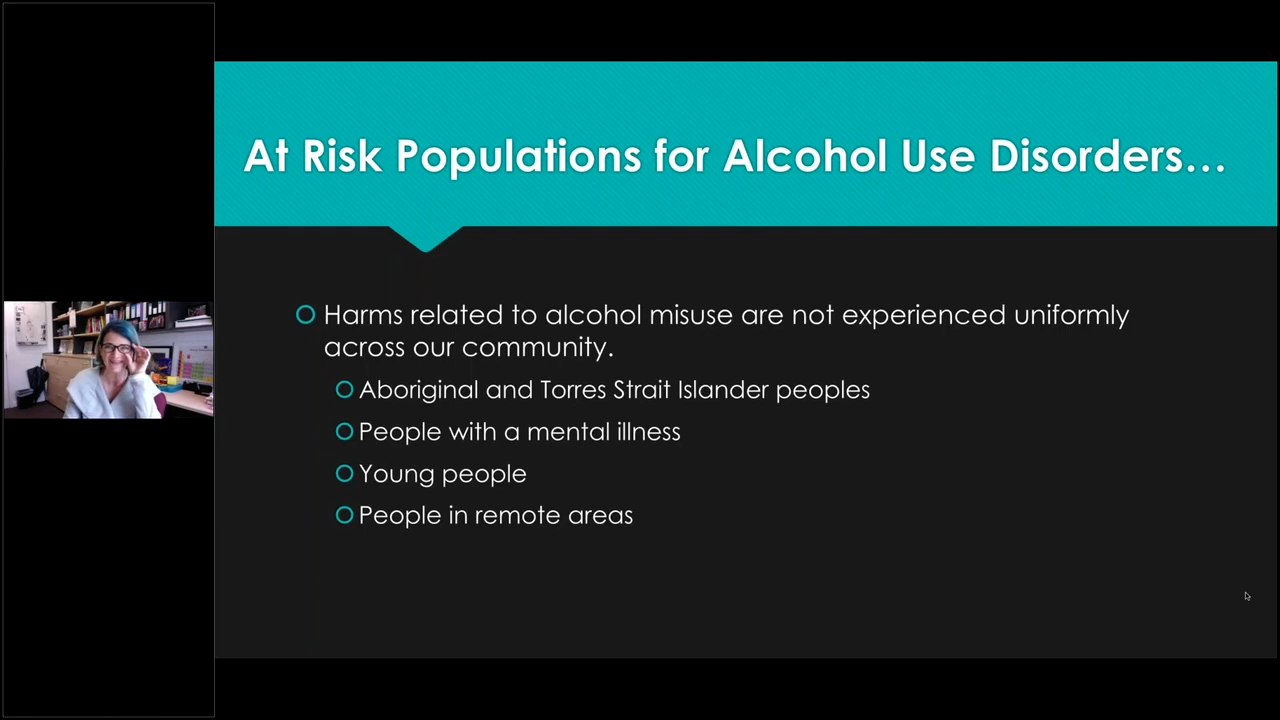 At Risk Populations for Alcohol Use Disorders…
Harms related to alcohol misuse are not experienced uniformly
across our community.
Aboriginal and Torres Strait Islander peoples
People with a mental illness
Young people
People in remote areas